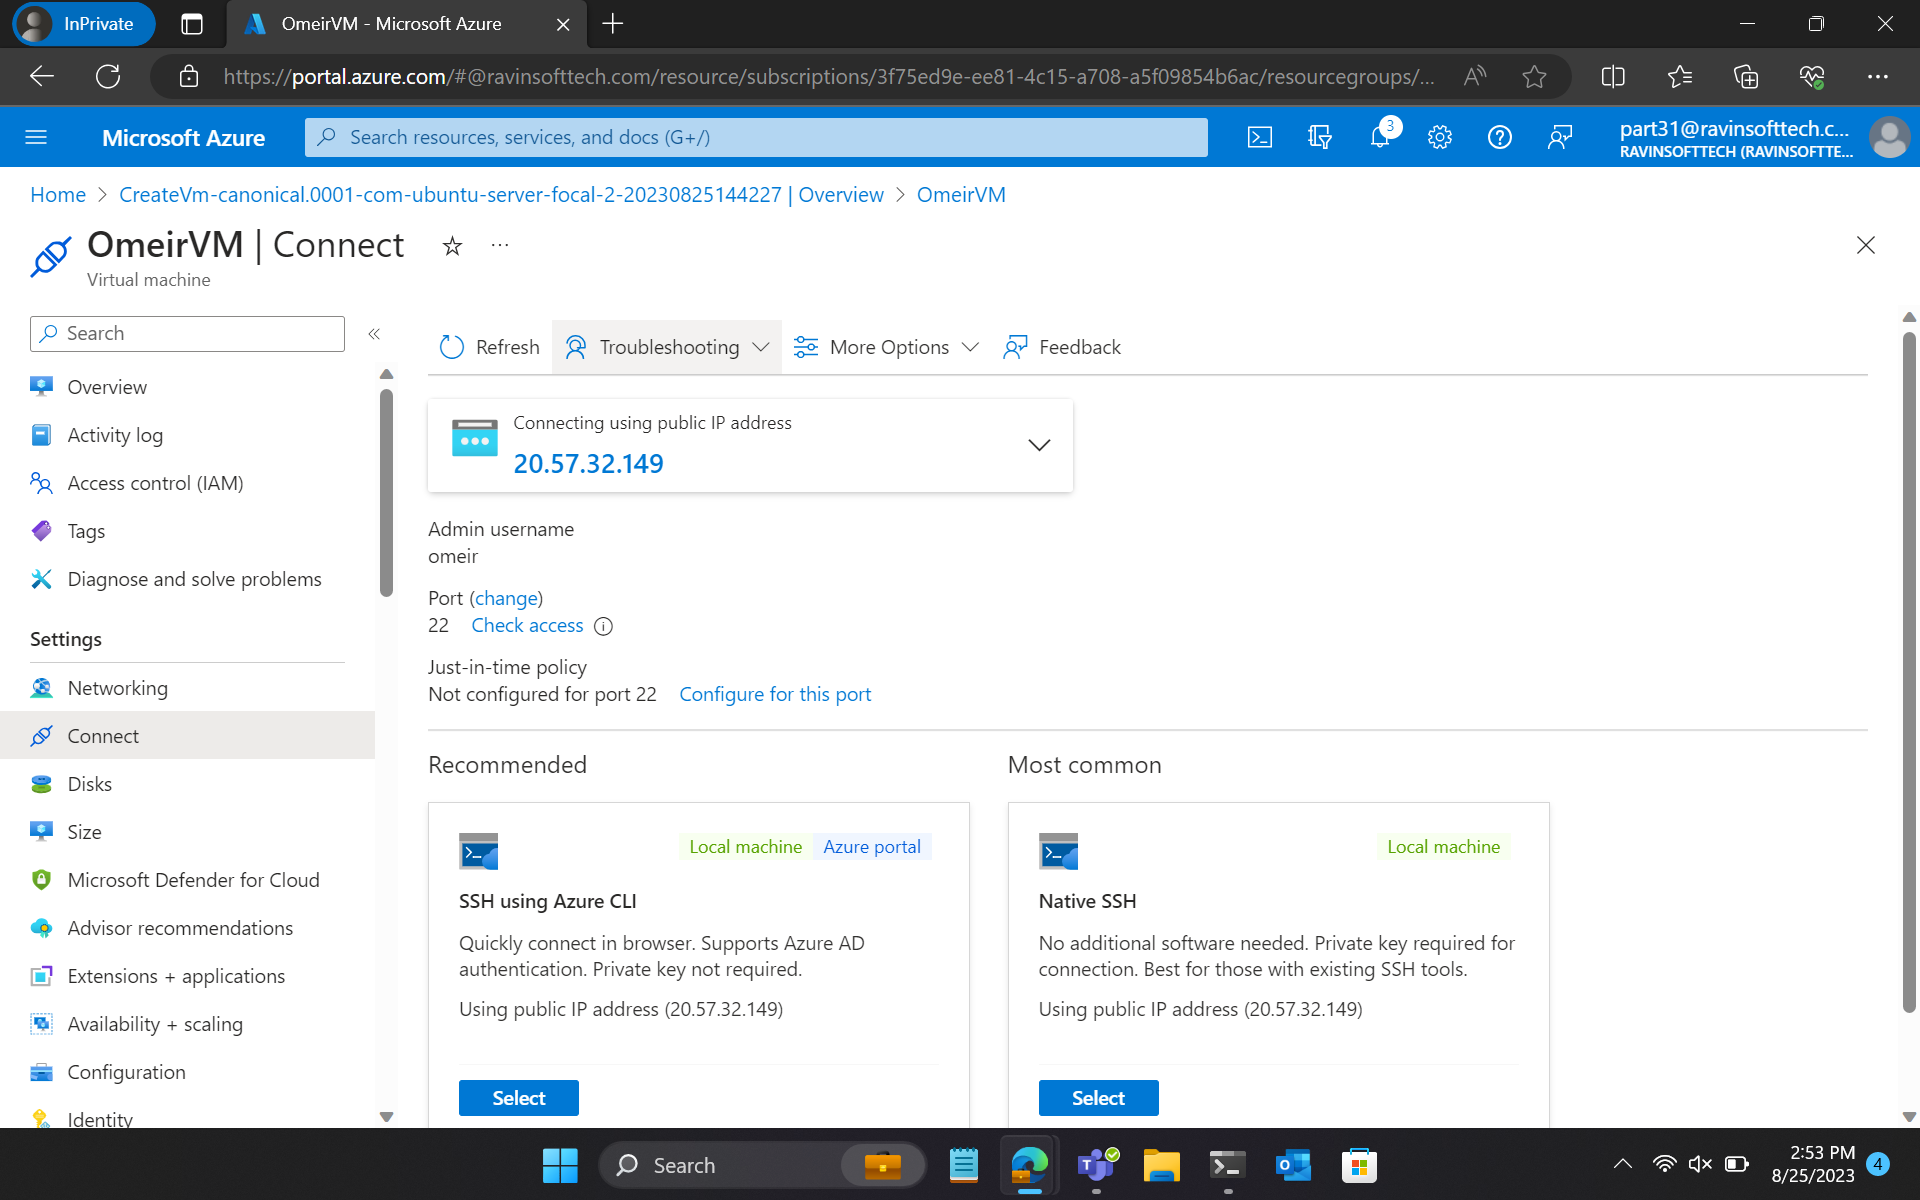 InPrivate
OmeirVM - Microsoft Azure
https://portal.azure.com/#@ravinsofttech.com/resource/subscriptions/3f75ed9e-ee81-4c15-a708-a5f09854b6ac/resourcegroups/...
Microsoft Azure
Search resources, services, and docs (G+/)
3
part31@ravinsofttech.c...
RAVINSOFTTECH (RAVINSOFTTE...
Home > CreateVm-canonical.0001-com-ubuntu-server-focal-2-20230825144227 | Overview > OmeirVM
OmeirVM | Connect
Virtual machine
Search
Overview
Activity log
Access control (IAM)
Tags
Diagnose and solve problems
Settings
Networking
Connect
Disks
Size
Microsoft Defender for Cloud
Advisor recommendations
Extensions + applications
Availability + scaling
Configuration
Identity
Refresh
Troubleshooting
More Options
Feedback
Connecting using public IP address
20.57.32.149
Admin username
omeir
Port (change)
22 Check access
Just-in-time policy
Not configured for port 22 Configure for this port
Recommended
Local machine Azure portal
SSH using Azure CLI
Quickly connect in browser. Supports Azure AD
authentication. Private key not required.
Using public IP address (20.57.32.149)
Select
Most common
Local machine
Native SSH
No additional software needed. Private key required for
connection. Best for those with existing SSH tools.
Using public IP address (20.57.32.149)
Select
Search
2:53 PM
8/25/2023
4